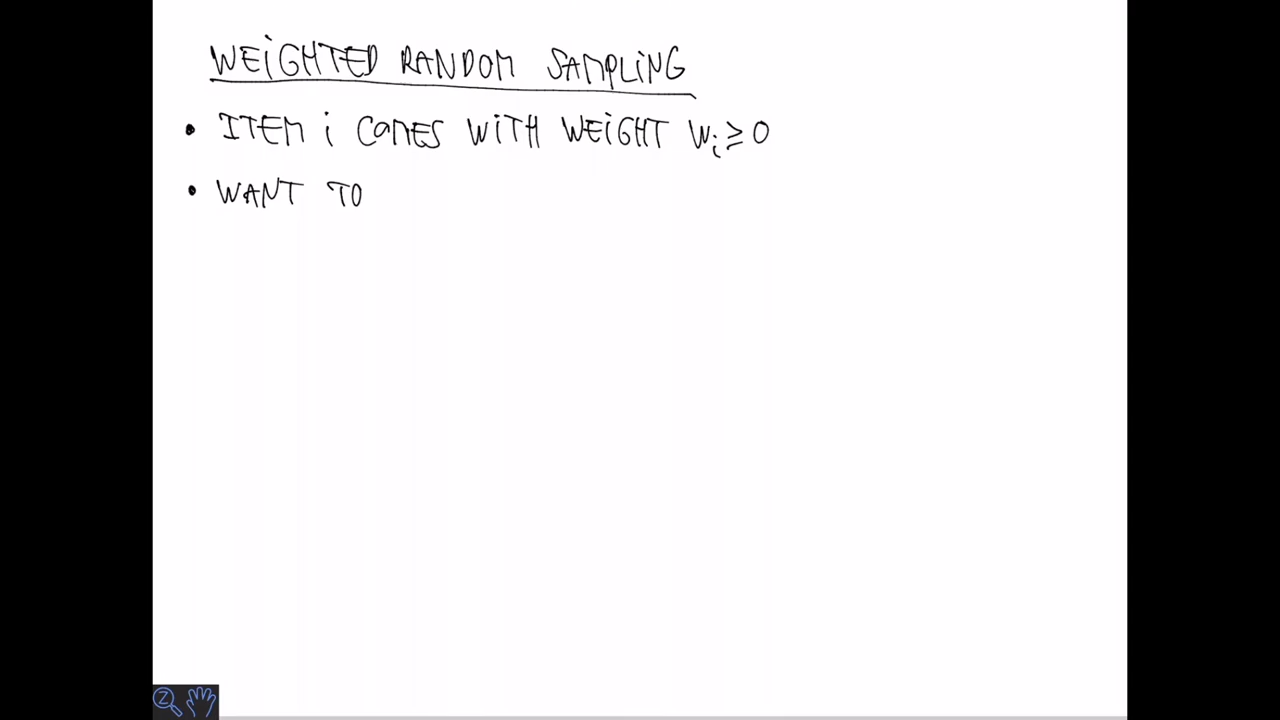 WEiGHTED RANDOM SAMPLiNG
• ITEM i COMES WiTH WEiGHT Wi ≥ 0
• WANT TO